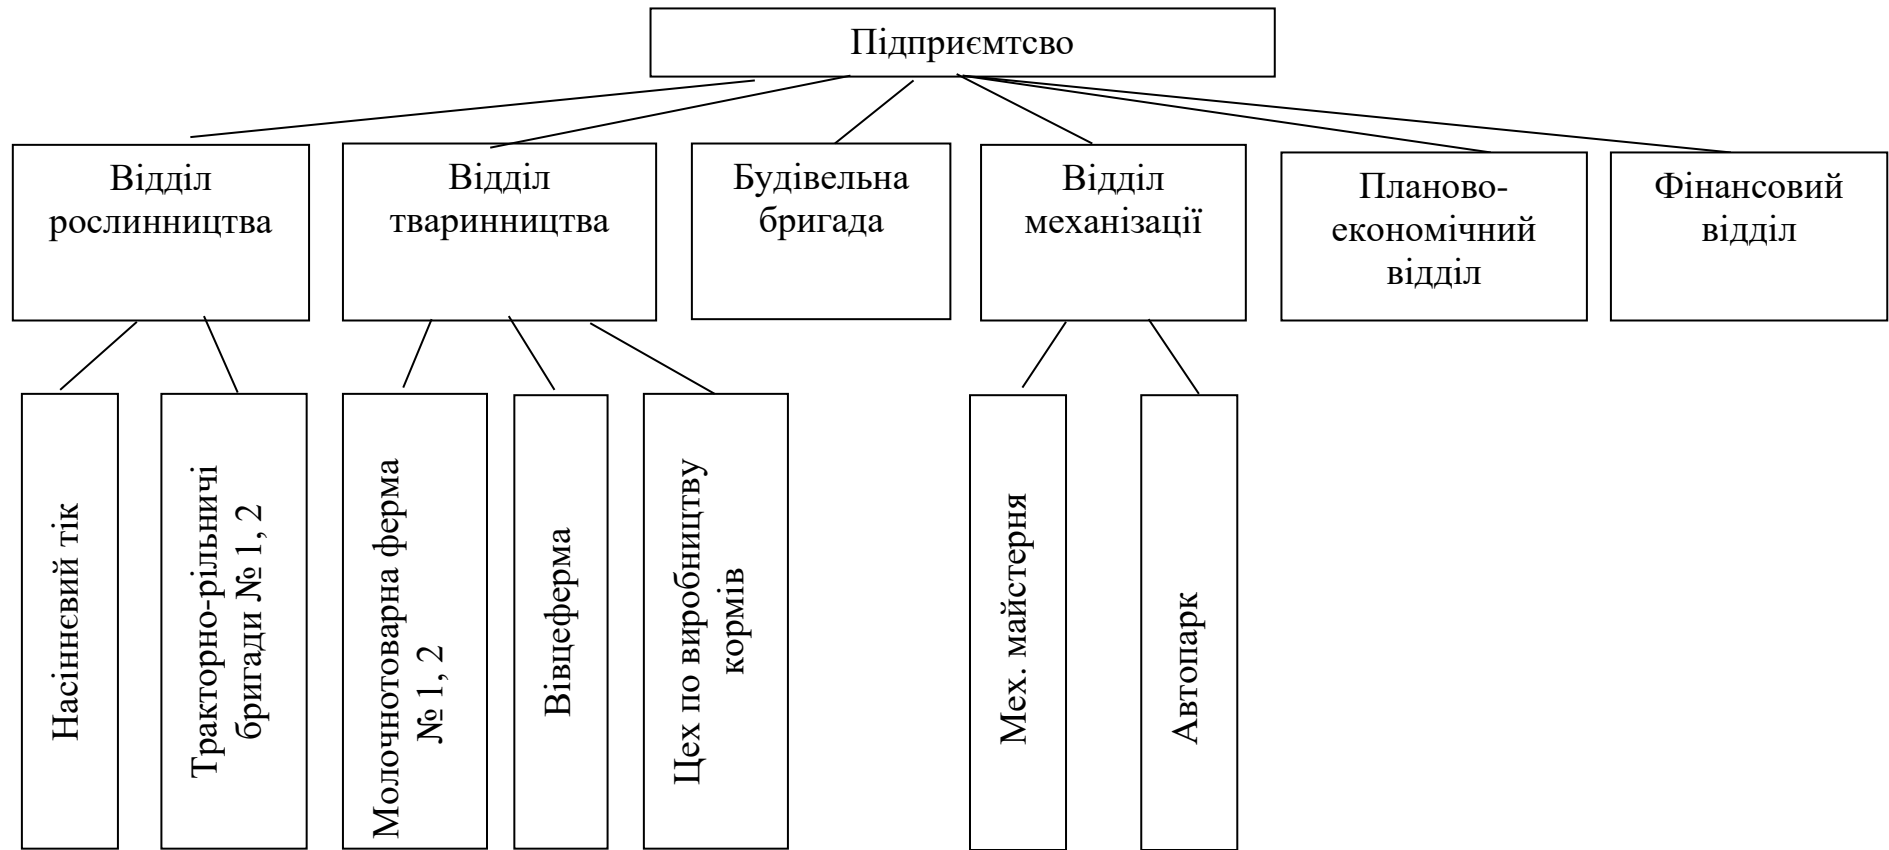 Підприємтсво
Відділ
рослинництва
Відділ
тваринництва
Будівельна
бригада
Відділ
механізації
Планово-
економічний
відділ
Фінансовий
відділ
Насіннєвий тік
Тракторно-рільничі
бригади № 1, 2
Молочнотоварна ферма
№ 1, 2
Вівцеферма
Цех по виробництву
кормів
Мех. майстерня
Автопарк